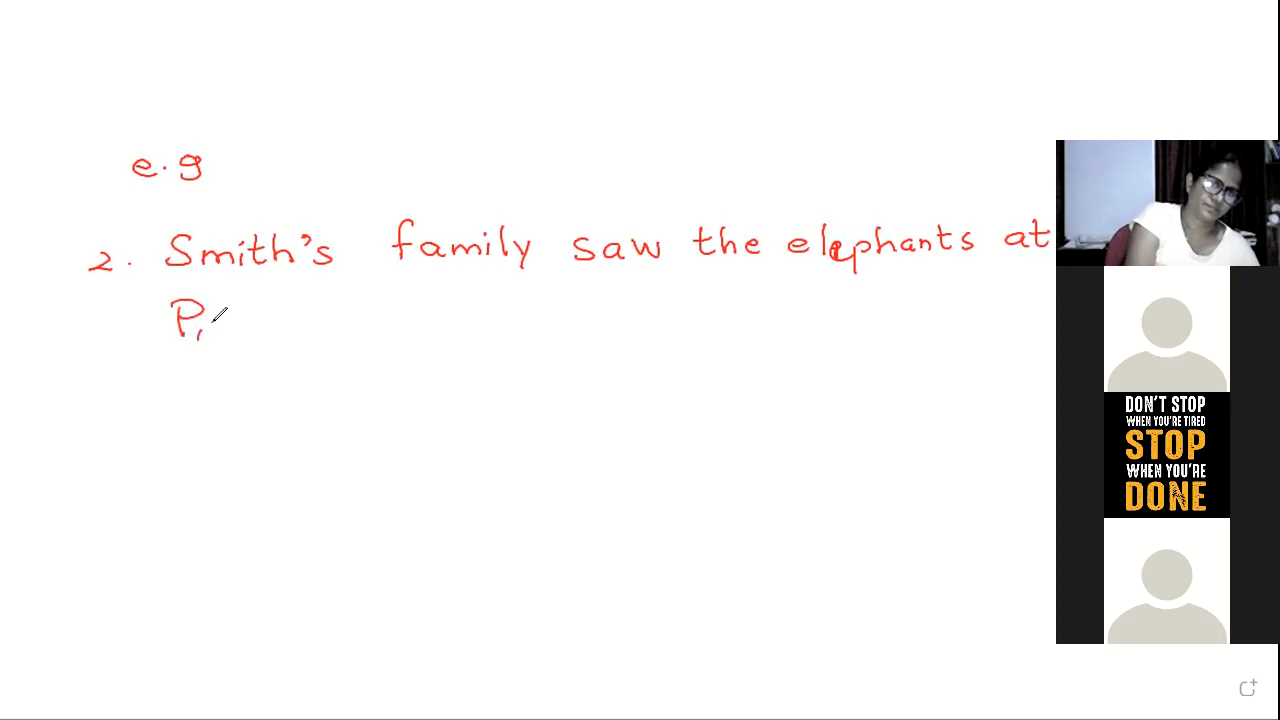 e.g
2. Smith's family saw the elephants at
P
DON'T STOP
WHEN YOU'RE TIRED
STOP
WHEN YOU'RE
DONE